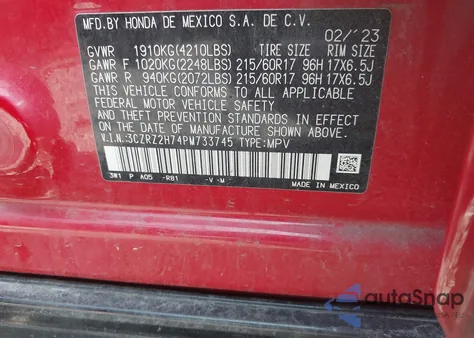 MFD.BY HONDA DE MEXICO S.A. DE C.V.
02/'23
GVWR 1910KG(4210LBS) TIRE SIZE RIM SIZE
GAWR F 1020KG(2248LBS) 215/60R17 96H 17X6.5J
GAWR R 940KG(2072LBS) 215/60R17 96H 17X6.5J
THIS VEHICLE CONFORMS TO ALL APPLICABLE
FEDERAL MOTOR VEHICLE SAFETY
AND THEFT PREVENTION STANDARDS IN EFFECT
ON THE DATE OF MANUFACTURE SHOWN ABOVE.
V.I.N.:3CZRZ2H74PM733745 TYPE:MPV
3W1 P A05 -R81 -V-M MADE IN MEXICO
autoSnap